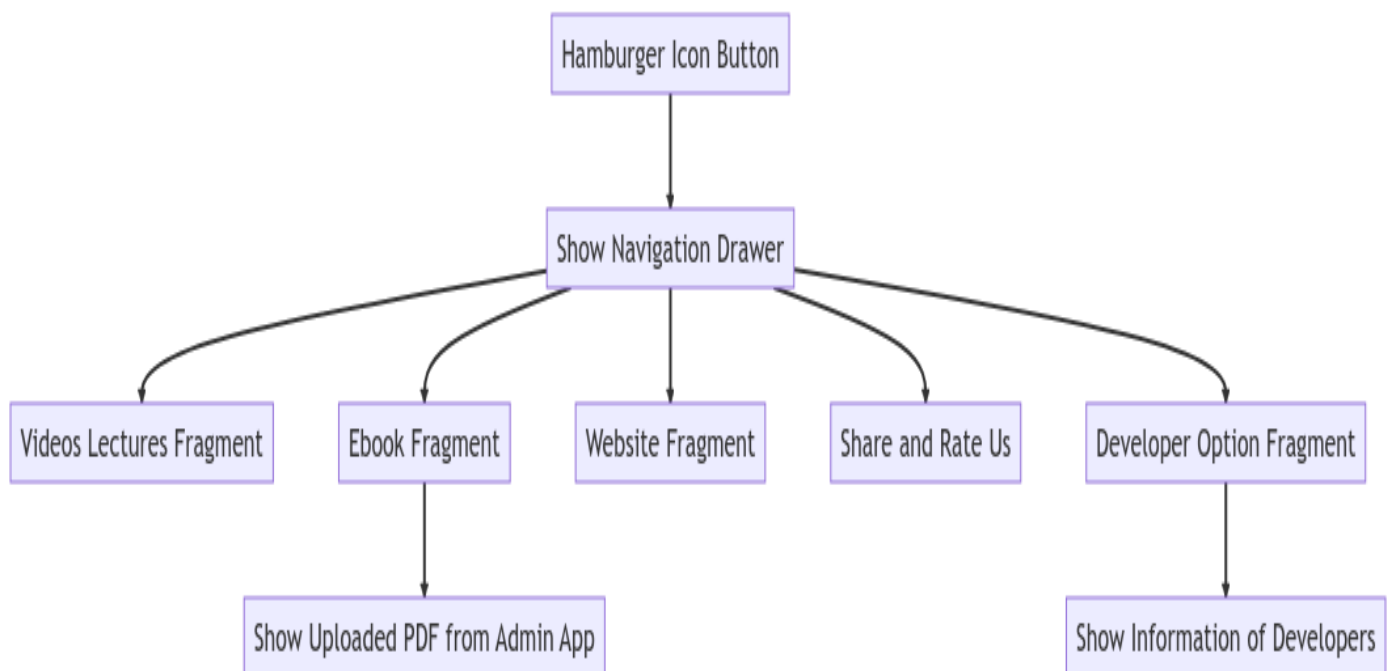 Hamburger Icon Button
Show Navigation Drawer
Videos Lectures Fragment
Ebook Fragment
Website Fragment
Share and Rate Us
Developer Option Fragment
Show Uploaded PDF from Admin App
Show Information of Developers